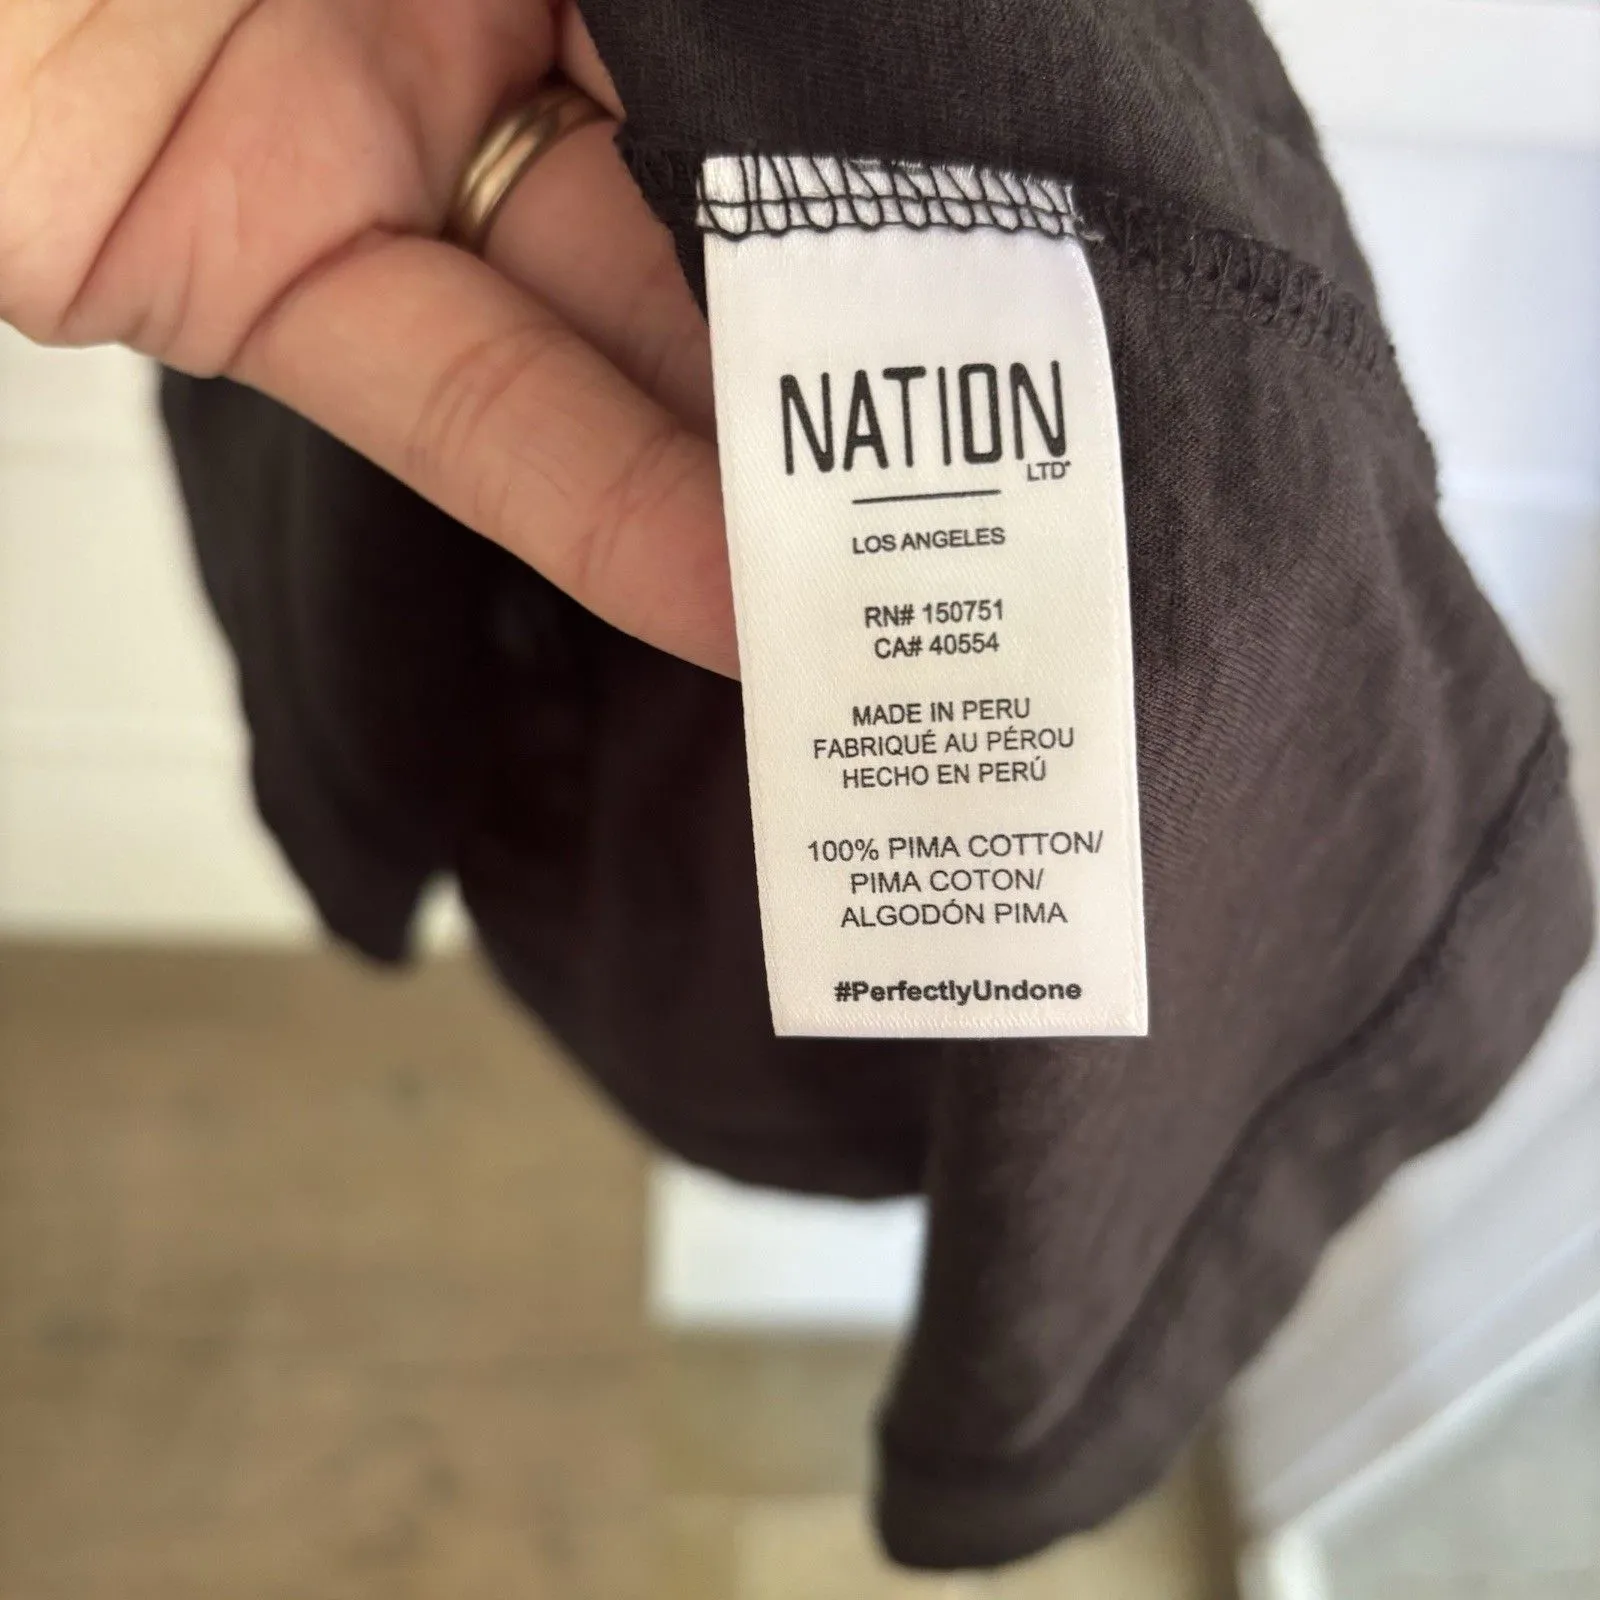 NATION
LTD
LOS ANGELES
RN# 150751
CA# 40554
MADE IN PERU
FABRIQUÉ AU PÉROU
HECHO EN PERÚ
100% PIMA COTTON/
PIMA COTON/
ALGODÓN PIMA
#PerfectlyUndone